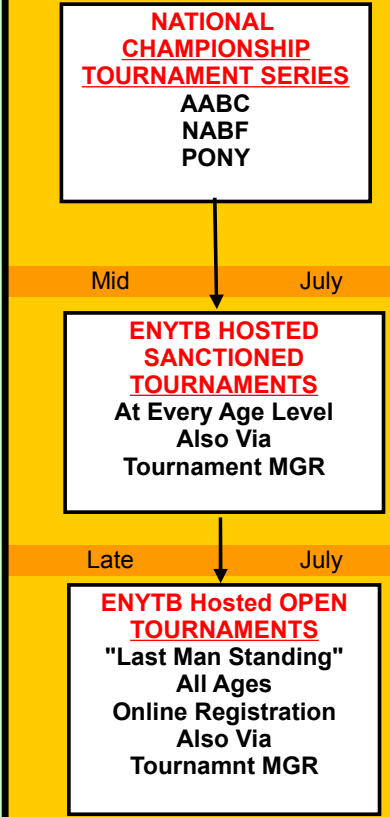 NATIONAL
CHAMPIONSHIP
TOURNAMENT SERIES
AABC
NABF
PONY
Mid July
ENYTB HOSTED
SANCTIONED
TOURNAMENTS
At Every Age Level
Also Via
Tournament MGR
Late July
ENYTB Hosted OPEN
TOURNAMENTS
"Last Man Standing"
All Ages
Online Registration
Also Via
Tournamnt MGR